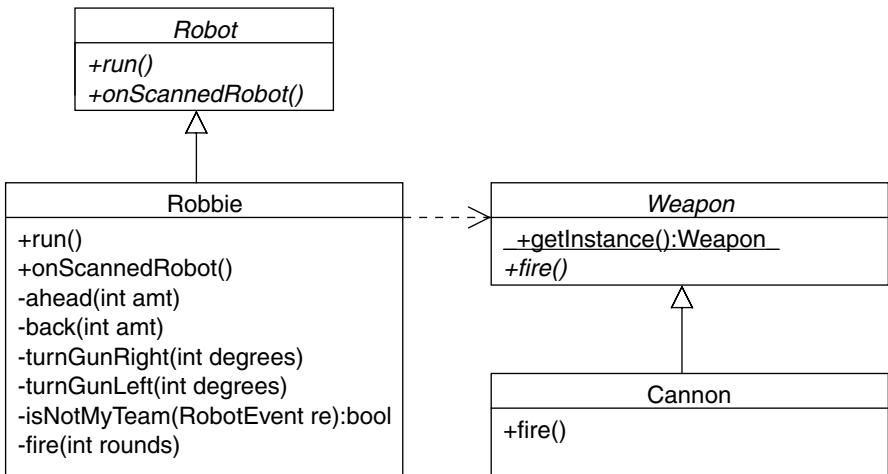 Robot
+run()
+onScannedRobot()
Robbie
+run()
+onScannedRobot()
-ahead(int amt)
-back(int amt)
-turnGunRight(int degrees)
-turnGunLeft(int degrees)
-isNotMyTeam(RobotEvent re):bool
-fire(int rounds)
Weapon
+getInstance():Weapon
+fire()
Cannon
+fire()